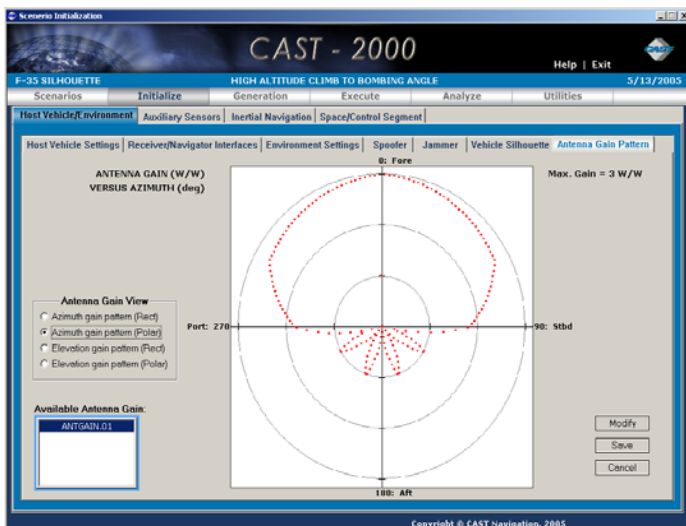 Scenerio Initialization
CAST - 2000
Help | Exit
CAST
F-35 SILHOUETTE HIGH ALTITUDE CLIMB TO BOMBING ANGLE 5/13/2005
Scenarios Initialize Generation Execute Analyze Utilities
Host Vehicle/Environment Auxiliary Sensors Inertial Navigation Space/Control Segment
Host Vehicle Settings Receiver/Navigator Interfaces Environment Settings Spoofer Jammer Vehicle Silhouette Antenna Gain Pattern
0: Fore
ANTENNA GAIN (W/W)
VERSUS AZIMUTH (deg)
Max. Gain = 3 W/W
Antenna Gain View
Azimuth gain pattern (Rect)
Azimuth gain pattern (Polar)
Elevation gain pattern (Rect)
Elevation gain pattern (Polar)
Port: 270
90: Stbd
Available Antenna Gain:
ANTGAIN.01
Modify
Save
Cancel
180: Aft
Copyright © CAST Navigation, 2005